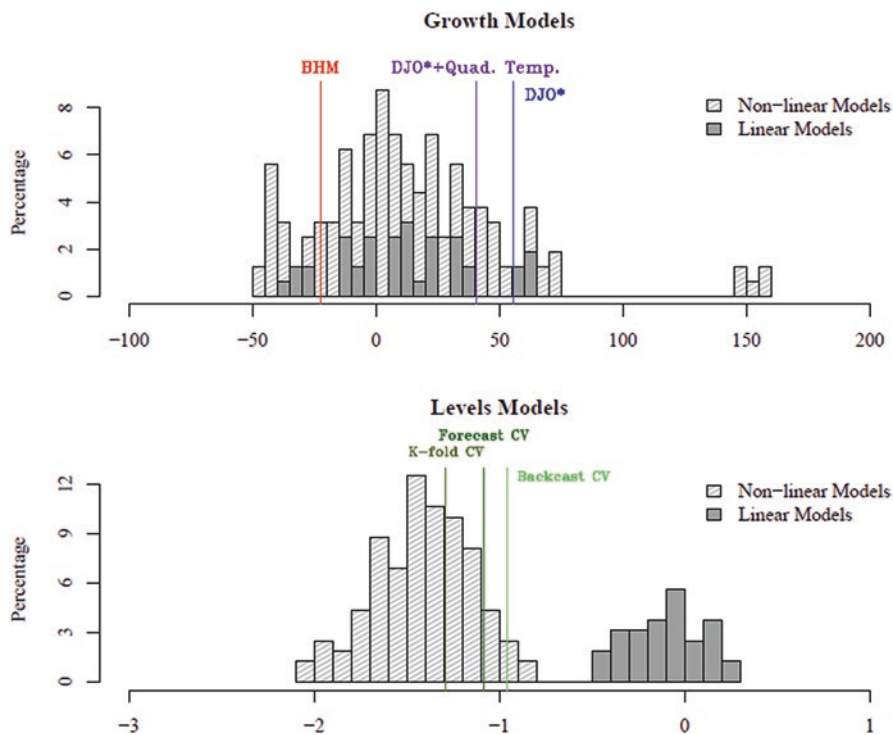 Growth Models
BHM
DJO*+Quad. Temp.
DJO*
Non−linear Models
Linear Models
Percentage
8
6
4
2
0
−100
−50
0
50
100
150
200
Levels Models
Forecast CV
K-fold CV
Backcast CV
Non−linear Models
Linear Models
Percentage
12
9
6
3
0
−3
−2
−1
0
1